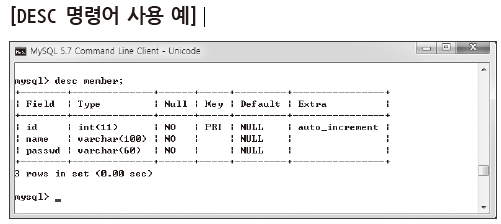 [DESC 명령어 사용 예]
MySQL 5.7 Command Line Client - Unicode
mysql> desc member;
+--------+--------------+------+-----+---------+----------------+
| Field | Type | Null | Key | Default | Extra |
+--------+--------------+------+-----+---------+----------------+
| id | int(11) | NO | PRI | NULL | auto_increment |
| name | varchar(100) | NO | | NULL | |
| passwd | varchar(60) | NO | | NULL | |
+--------+--------------+------+-----+---------+----------------+
3 rows in set (0.00 sec)
mysql> _